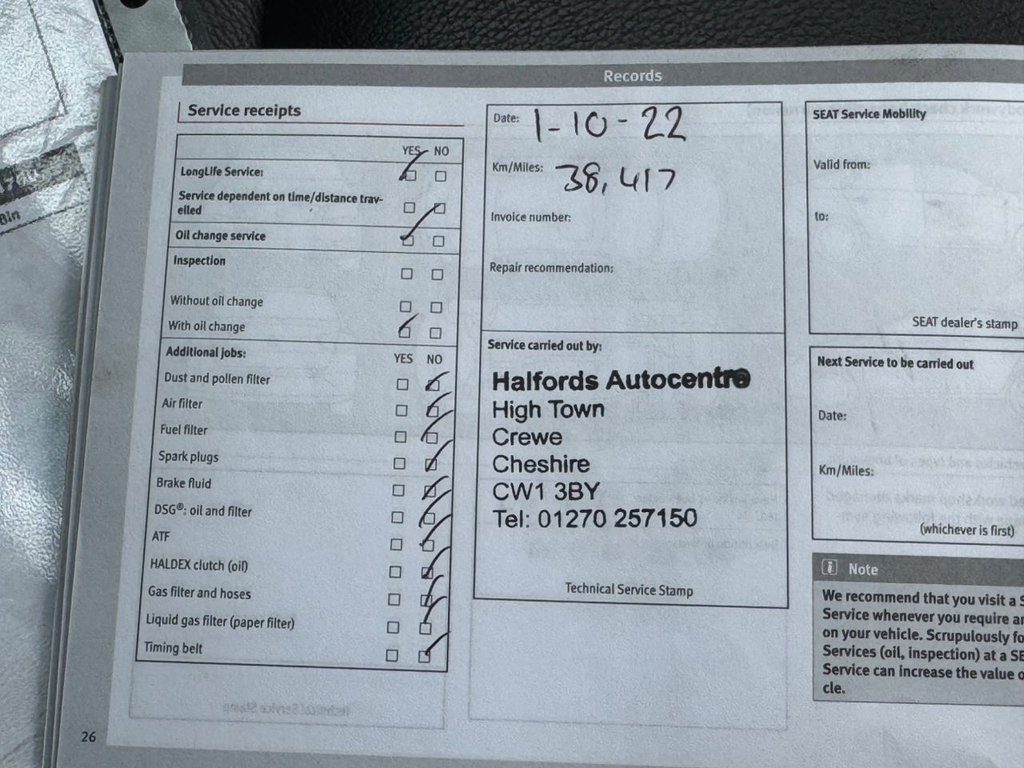 Records
Service receipts
YES NO
LongLife Service:
Service dependent on time/distance trav-
elled
Oil change service
Inspection
Without oil change
With oil change
Additional jobs: YES NO
Dust and pollen filter
Air filter
Fuel filter
Spark plugs
Brake fluid
DSG®: oil and filter
ATF
HALDEX clutch (oil)
Gas filter and hoses
Liquid gas filter (paper filter)
Timing belt
26
Date: 1-10-22
Km/Miles: 38,417
Invoice number:
Repair recommendation:
Service carried out by:
Halfords Autocentre
High Town
Crewe
Cheshire
CW1 3BY
Tel: 01270 257150
Technical Service Stamp
SEAT Service Mobility
Valid from:
to:
SEAT dealer's stamp
Next Service to be carried out
Date:
Km/Miles:
(whichever is first)
i Note
We recommend that you visit a S
Service whenever you require an
on your vehicle. Scrupulously fo
Services (oil, inspection) at a SE
Service can increase the value o
cle.